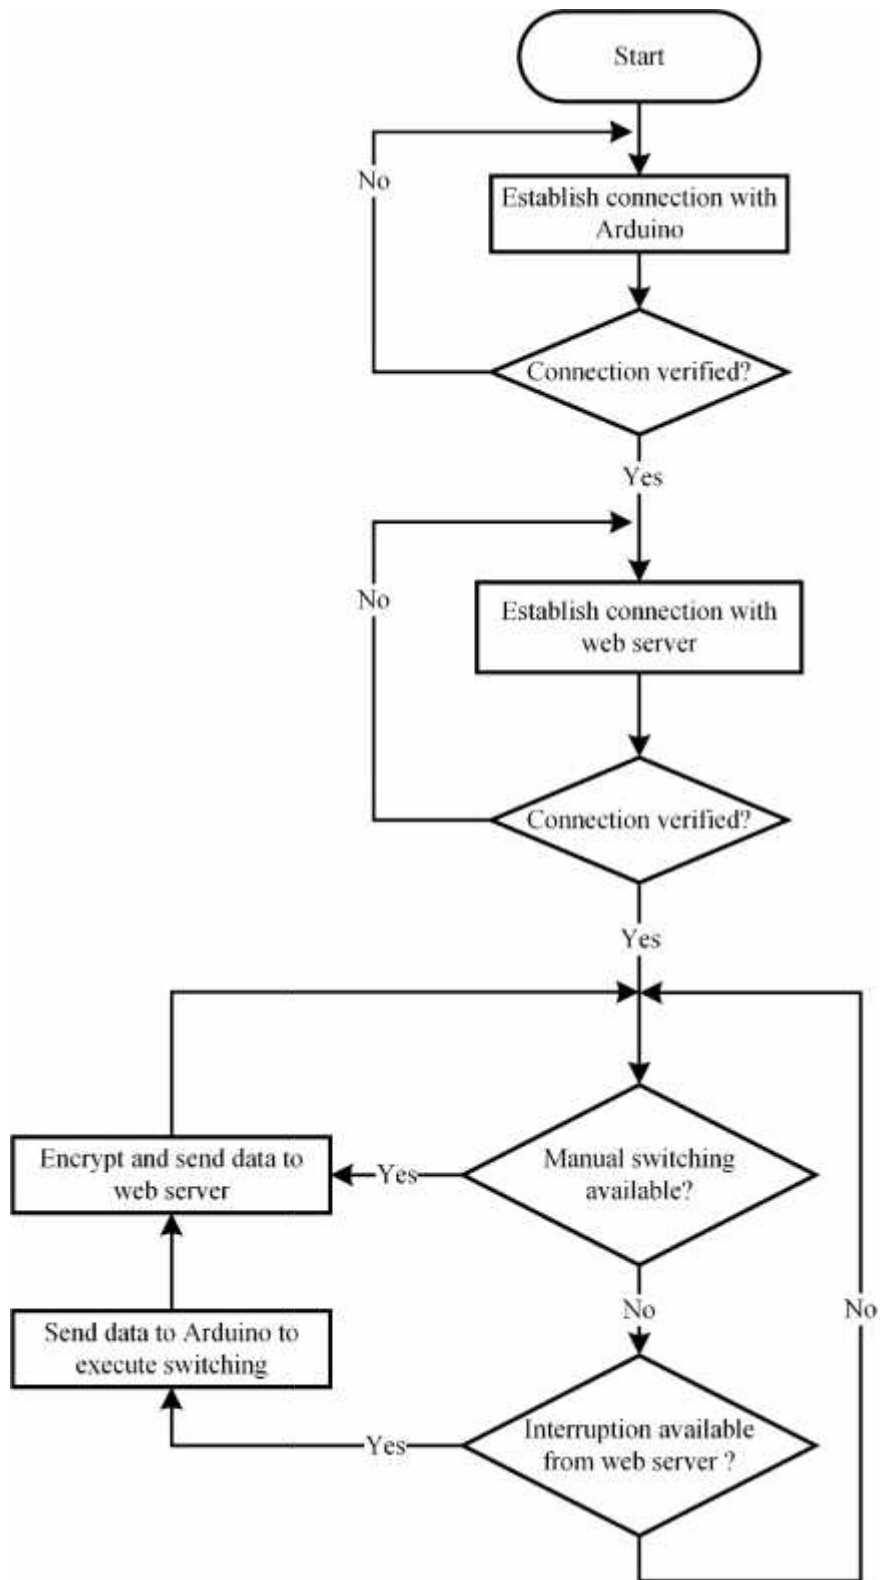 Start
No
Establish connection with
Arduino
Connection verified?
Yes
No
Establish connection with
web server
Connection verified?
Yes
Encrypt and send data to
web server
Yes
Manual switching
available?
No
No
Send data to Arduino to
execute switching
Yes
Interruption available
from web server ?